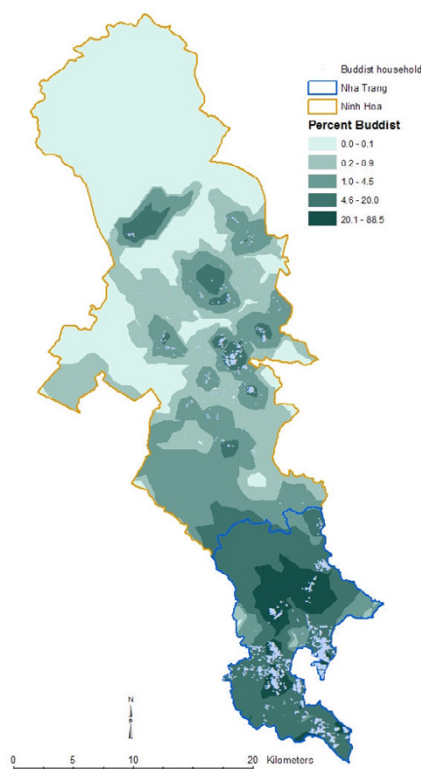 Buddist household
Nha Trang
Ninh Hoa
Percent Buddist
0.0 - 0.1
0.2 - 0.9
1.0 - 4.5
4.6 - 20.0
20.1 - 88.5
N
0 5 10 20 Kilometers